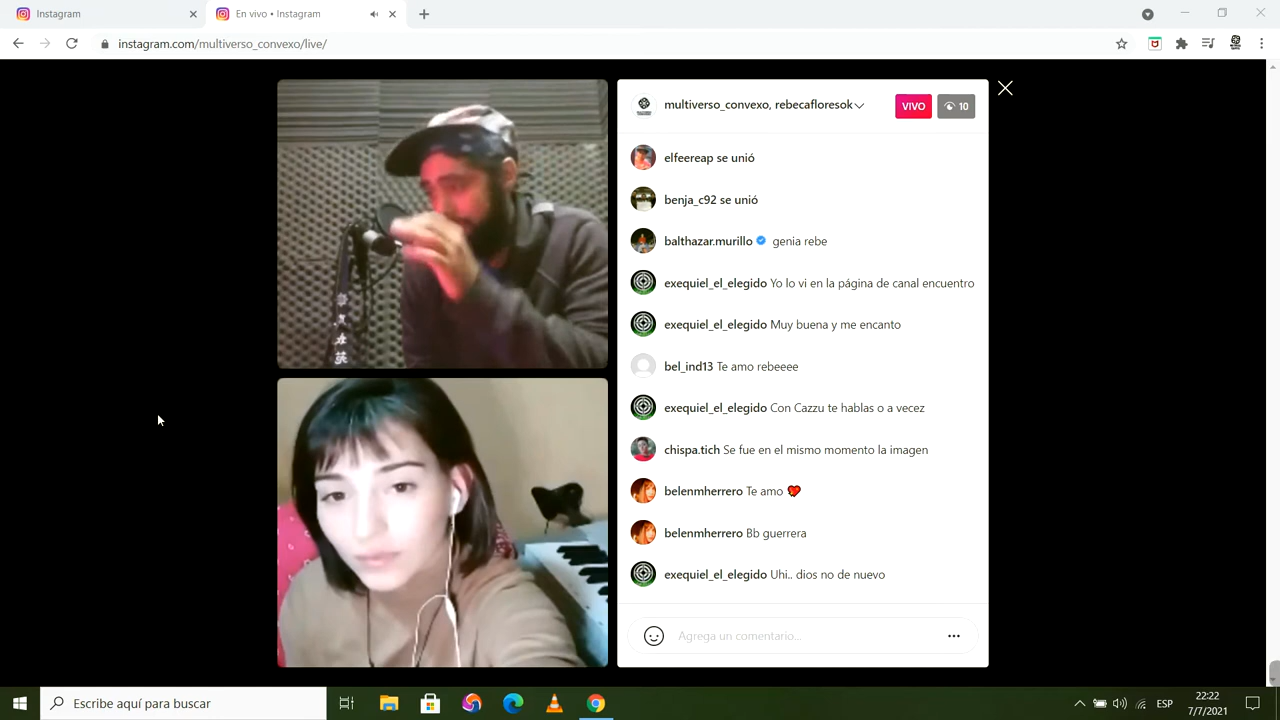 Instagram
En vivo • Instagram
instagram.com/multiverso_convexo/live/
multiverso_convexo, rebecafloresok
VIVO
10
elfeereap se unió
benja_c92 se unió
balthazar.murillo genia rebe
exequiel_el_elegido Yo lo vi en la página de canal encuentro
exequiel_el_elegido Muy buena y me encanto
bel_ind13 Te amo rebeeee
exequiel_el_elegido Con Cazzu te hablas o a vecez
chispa.tich Se fue en el mismo momento la imagen
belenmherrero Te amo
belenmherrero Bb guerrera
exequiel_el_elegido Uhi.. dios no de nuevo
Agrega un comentario...
Escribe aquí para buscar
ESP
22:22
7/7/2021